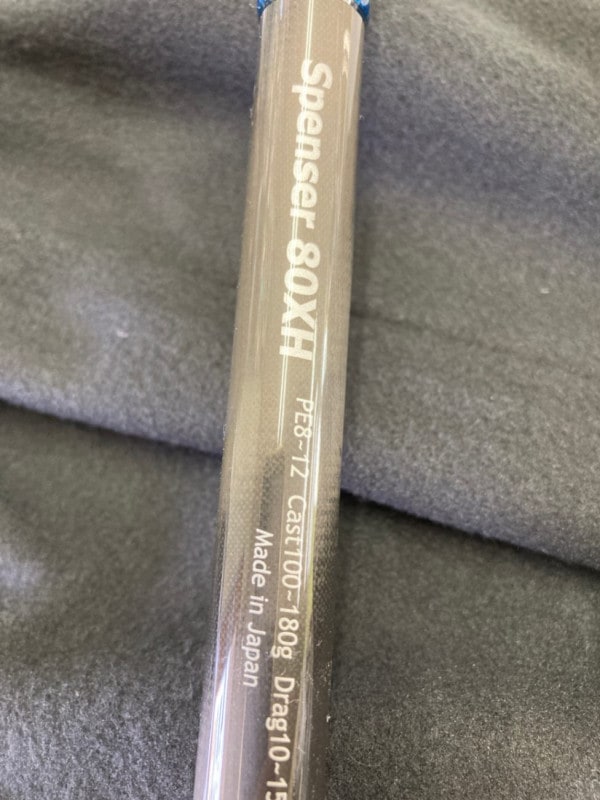 Spenser 80XH
PE8~12 Cast100~180g Drag10~15
Made in Japan